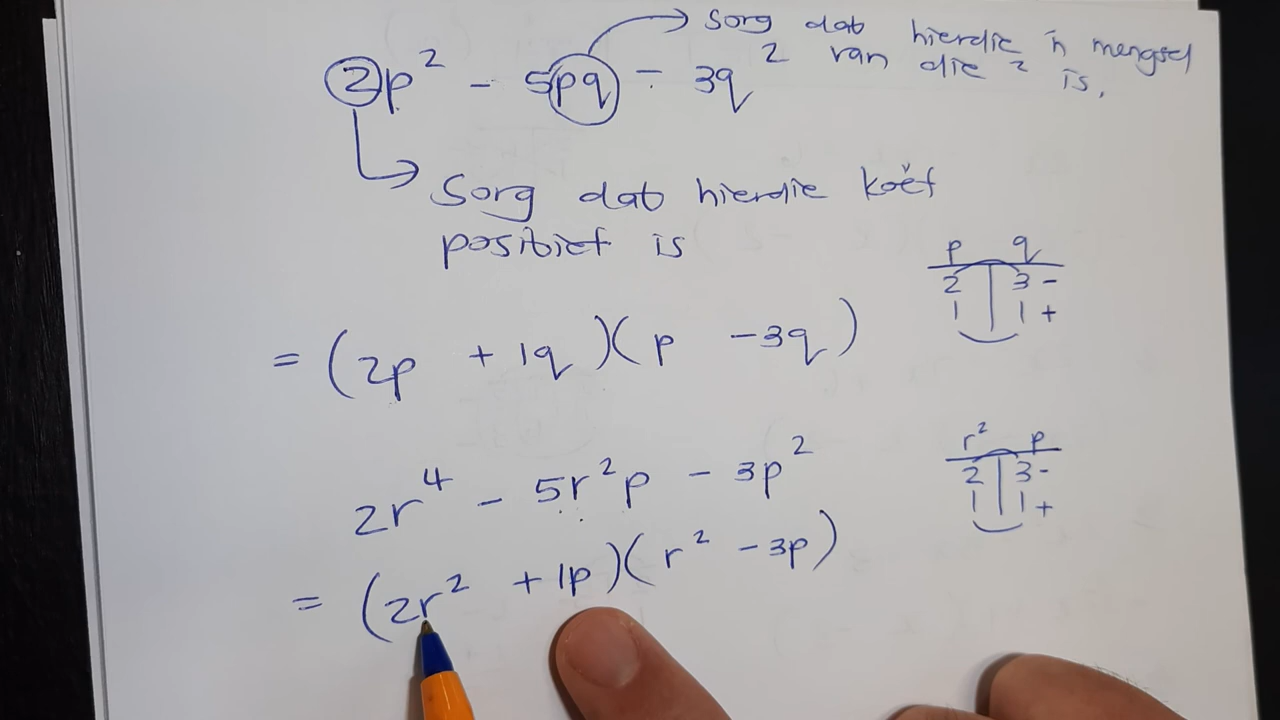 sorg dat hierdie 'n mengsel
van die 2 is.
2p² - 5pq - 3q²
Sorg dat hierdie koëf
positief is
p q
2 3 -
1 1 +
= (2p + 1q)(p - 3q)
r² p
2 3 -
1 1 +
2r⁴ - 5r²p - 3p²
= (2r² + 1p)(r² - 3p)